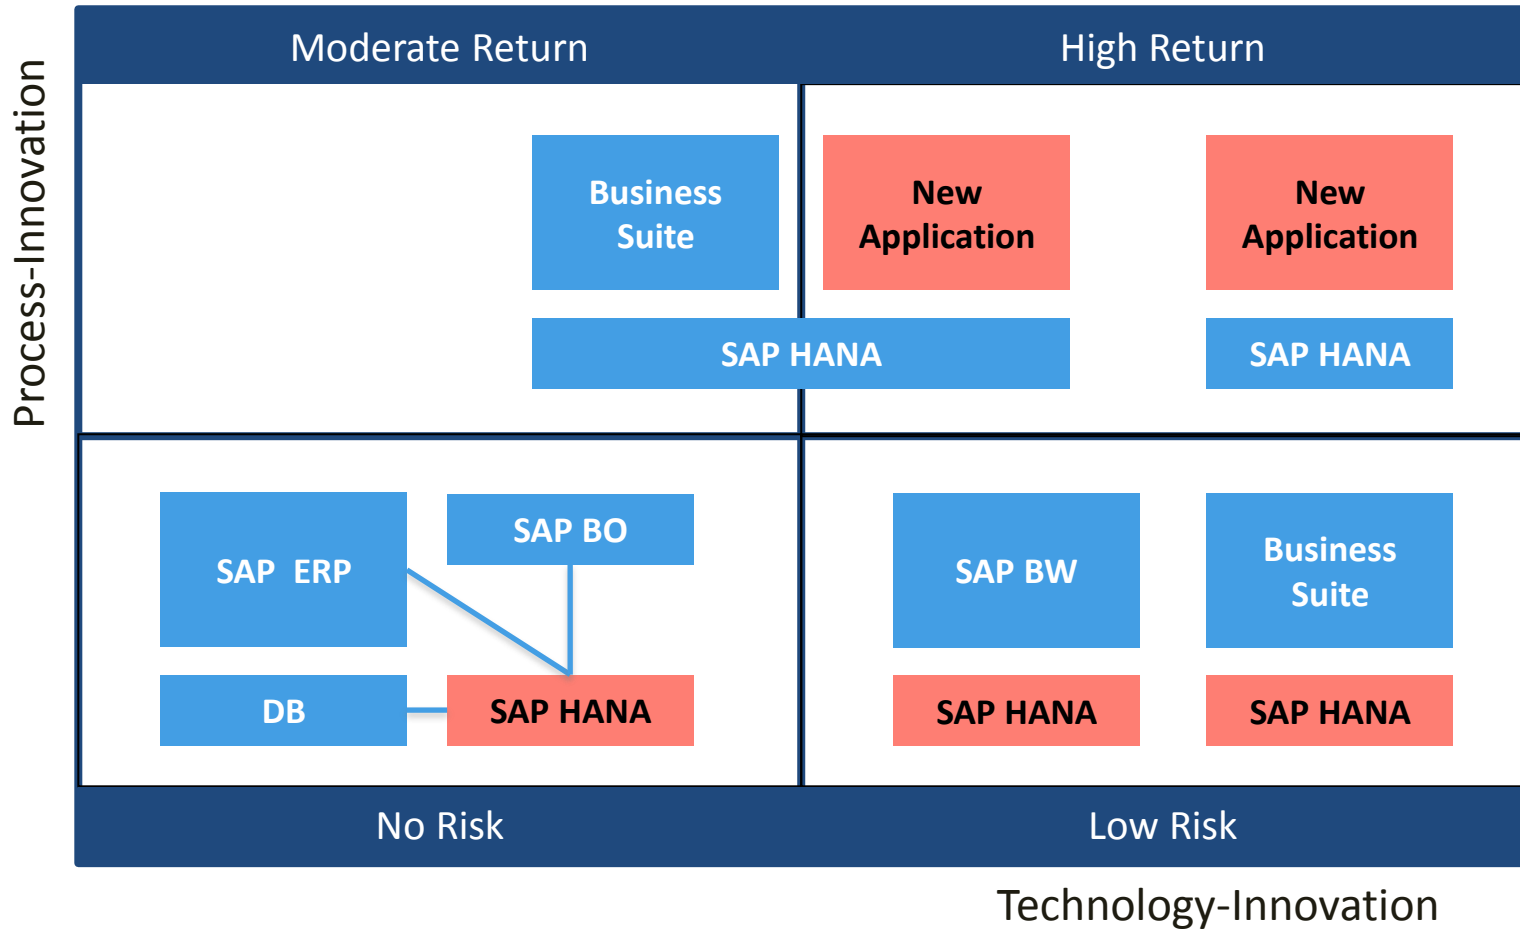 Moderate Return
High Return
Process-Innovation
Business
Suite
New
Application
New
Application
SAP HANA
SAP HANA
SAP ERP
SAP BO
SAP BW
Business
Suite
DB
SAP HANA
SAP HANA
SAP HANA
No Risk
Low Risk
Technology-Innovation